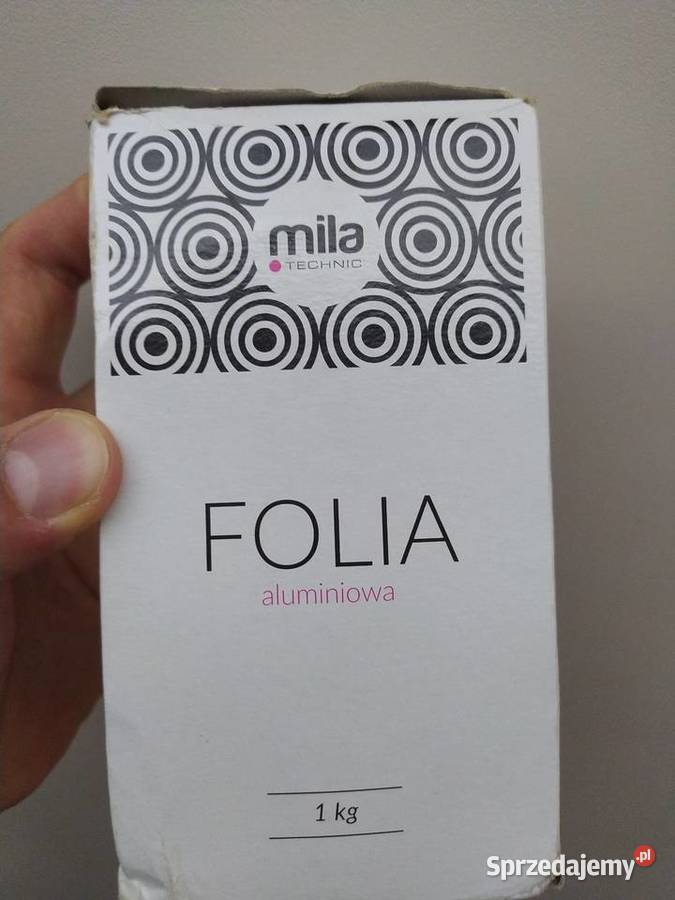 mila
TECHNIC
FOLIA
aluminiowa
1 kg
Sprzedajemy.pl